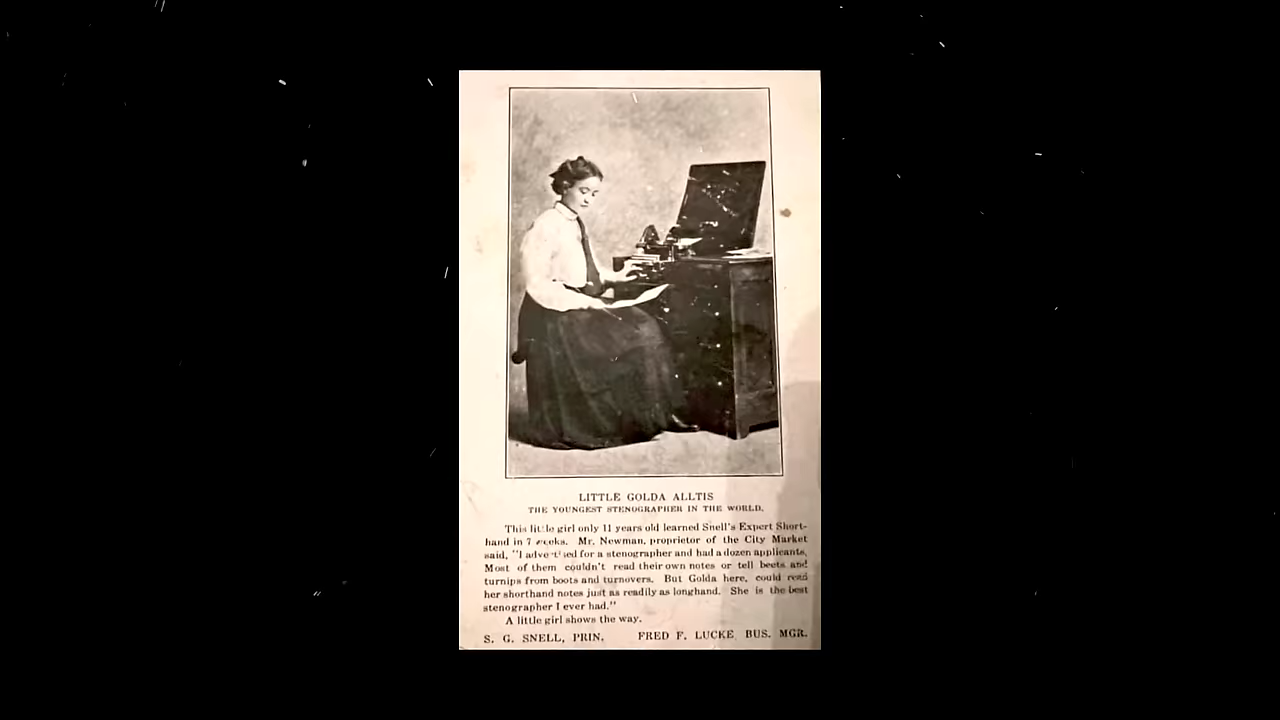 LITTLE GOLDA ALLTIS
THE YOUNGEST STENOGRAPHER IN THE WORLD.
This little girl only 11 years old learned Snell's Expert Short-
hand in 7 weeks. Mr. Newman, proprietor of the City Market
said, "I advertised for a stenographer and had a dozen applicants,
Most of them couldn't read their own notes or tell beets and
turnips from boots and turnovers. But Golda here, could read
her shorthand notes just as readily as longhand. She is the best
stenographer I ever had."
A little girl shows the way.
S. G. SNELL, PRIN. FRED F. LUCKE BUS. MGR.